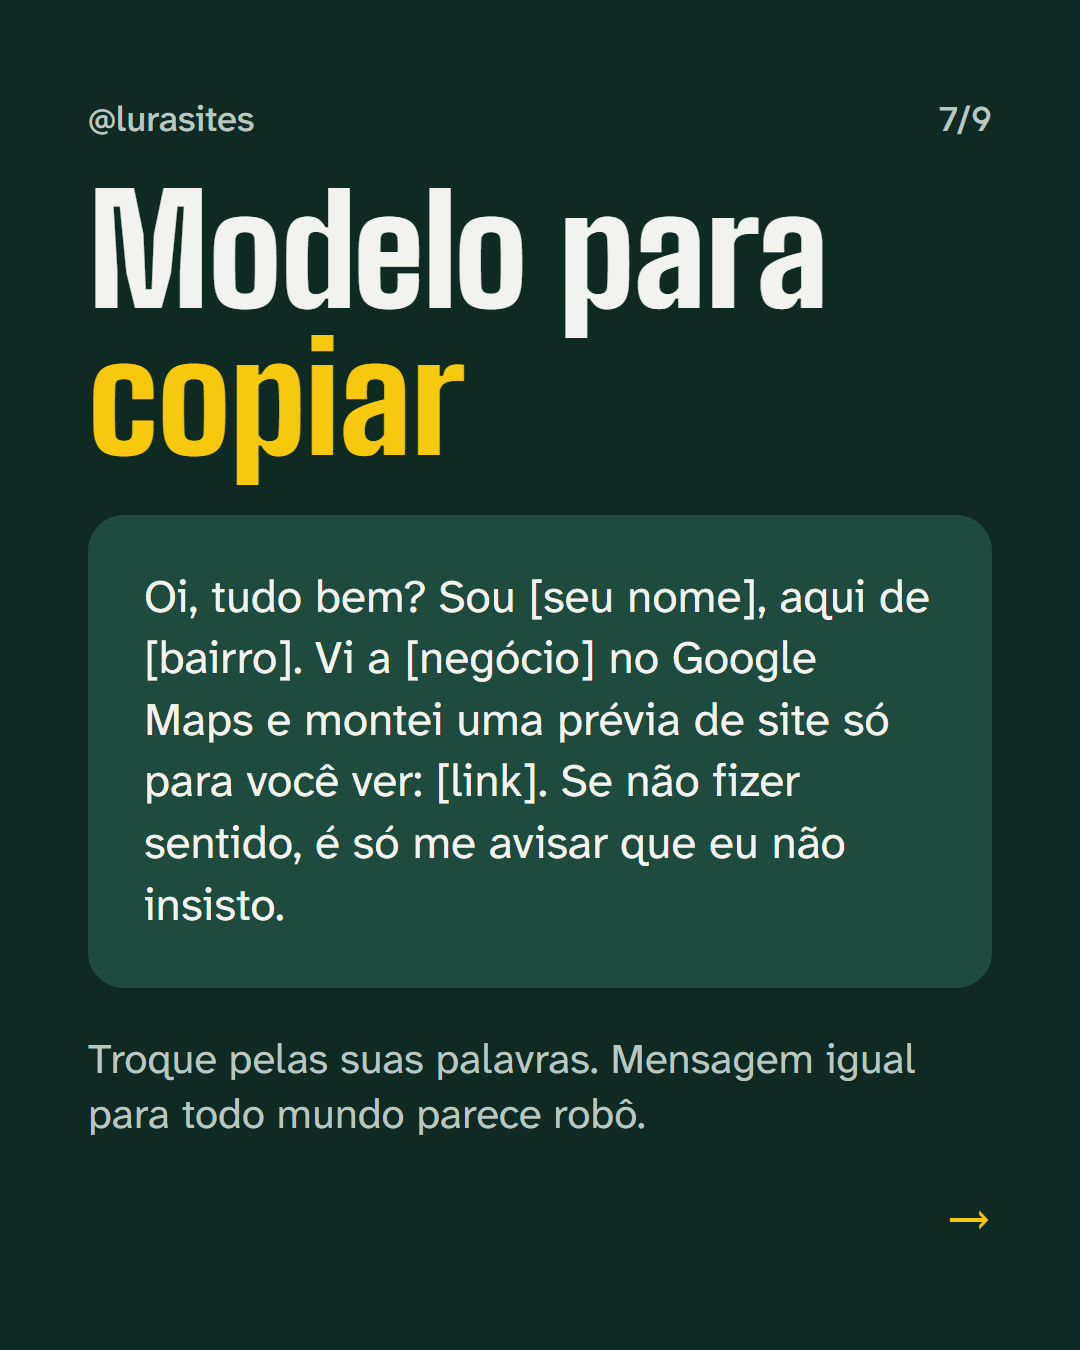 @lurasites
7/9
Modelo para
copiar
Oi, tudo bem? Sou [seu nome], aqui de
[bairro]. Vi a [negócio] no Google
Maps e montei uma prévia de site só
para você ver: [link]. Se não fizer
sentido, é só me avisar que eu não
insisto.
Troque pelas suas palavras. Mensagem igual
para todo mundo parece robô.
→